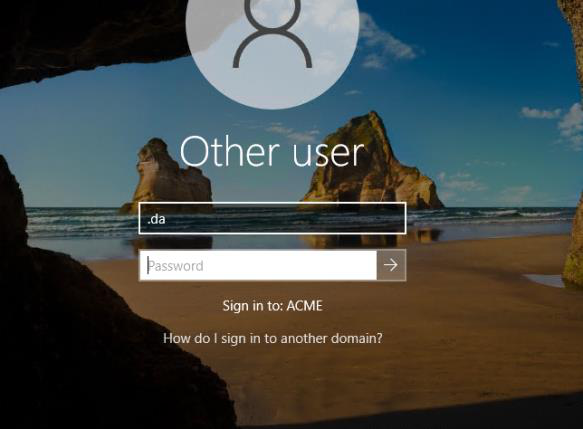 Other user
.da
Password
Sign in to: ACME
How do I sign in to another domain?